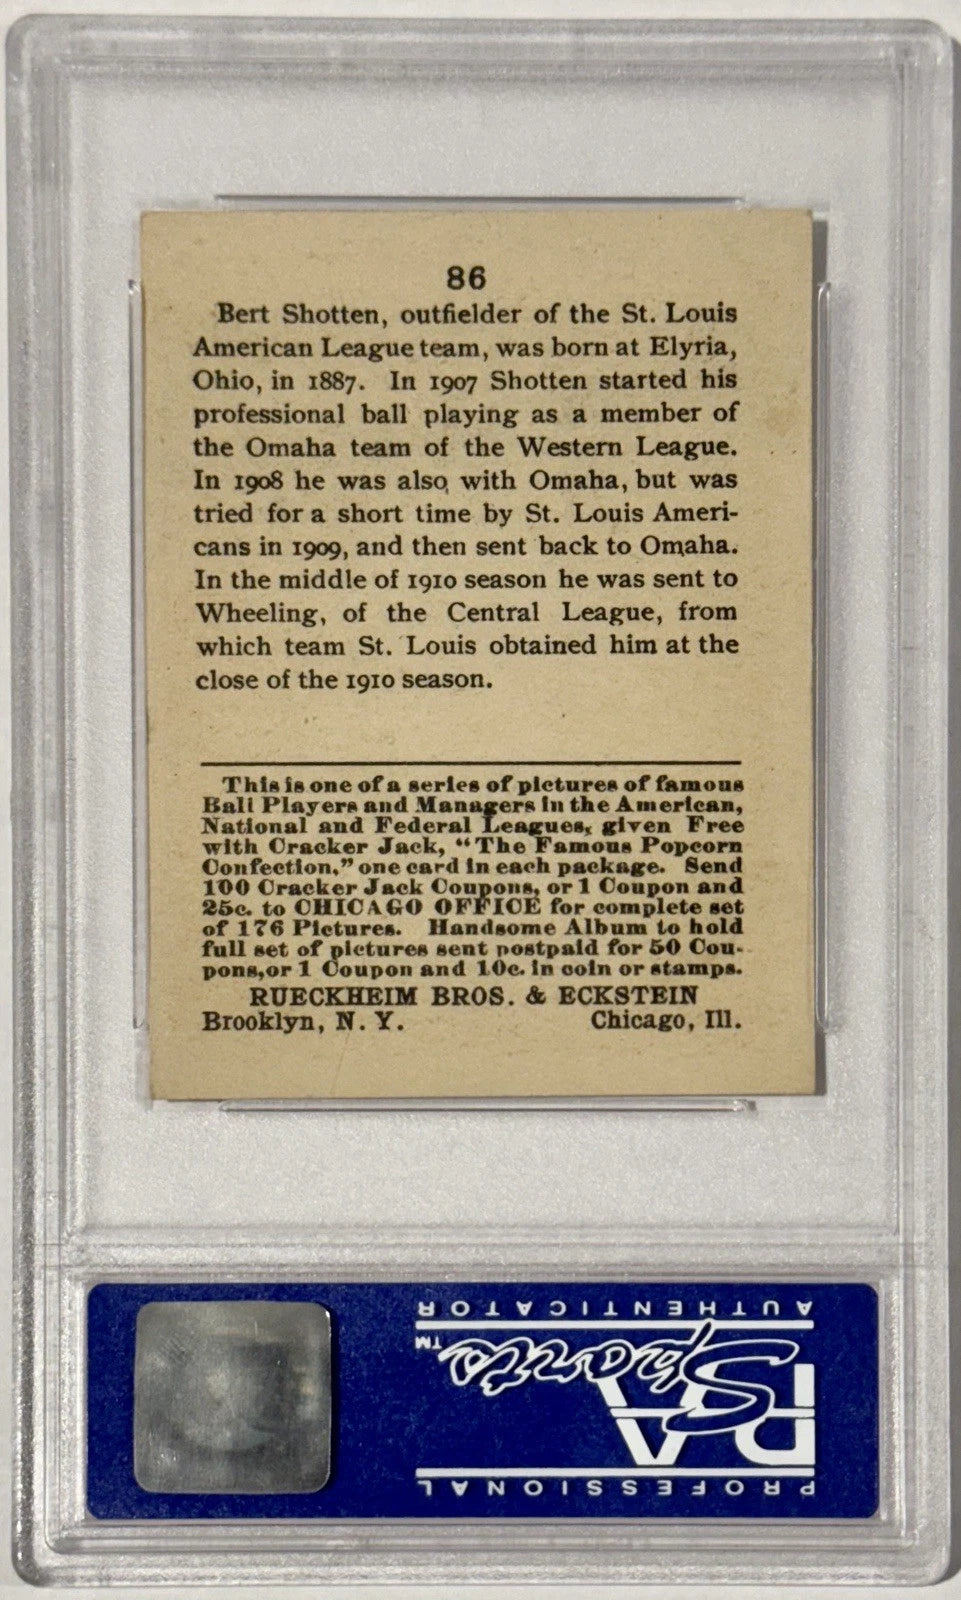 86
Bert Shotten, outfielder of the St. Louis
American League team, was born at Elyria,
Ohio, in 1887. In 1907 Shotten started his
professional ball playing as a member of
the Omaha team of the Western League.
In 1908 he was also with Omaha, but was
tried for a short time by St. Louis Ameri-
cans in 1909, and then sent back to Omaha.
In the middle of 1910 season he was sent to
Wheeling, of the Central League, from
which team St. Louis obtained him at the
close of the 1910 season.
This is one of a series of pictures of famous
Ball Players and Managers in the American,
National and Federal Leagues, given Free
with Cracker Jack, "The Famous Popcorn
Confection," one card in each package. Send
100 Cracker Jack Coupons, or 1 Coupon and
25c. to CHICAGO OFFICE for complete set
of 176 Pictures. Handsome Album to hold
full set of pictures sent postpaid for 50 Cou-
pons, or 1 Coupon and 10c. in coin or stamps.
RUECKHEIM BROS. & ECKSTEIN
Brooklyn, N. Y. Chicago, Ill.
PROFESSIONAL
PSA
Sports™
AUTHENTICATOR